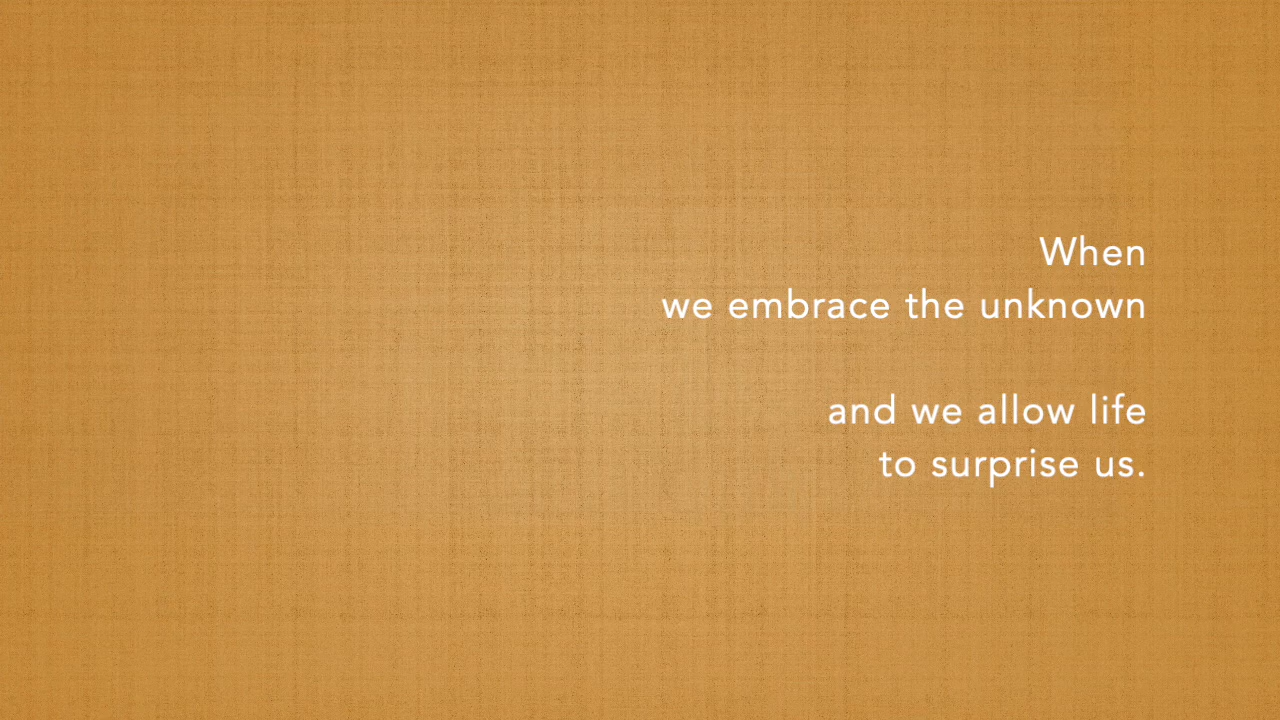 When
we embrace the unknown
and we allow life
to surprise us.